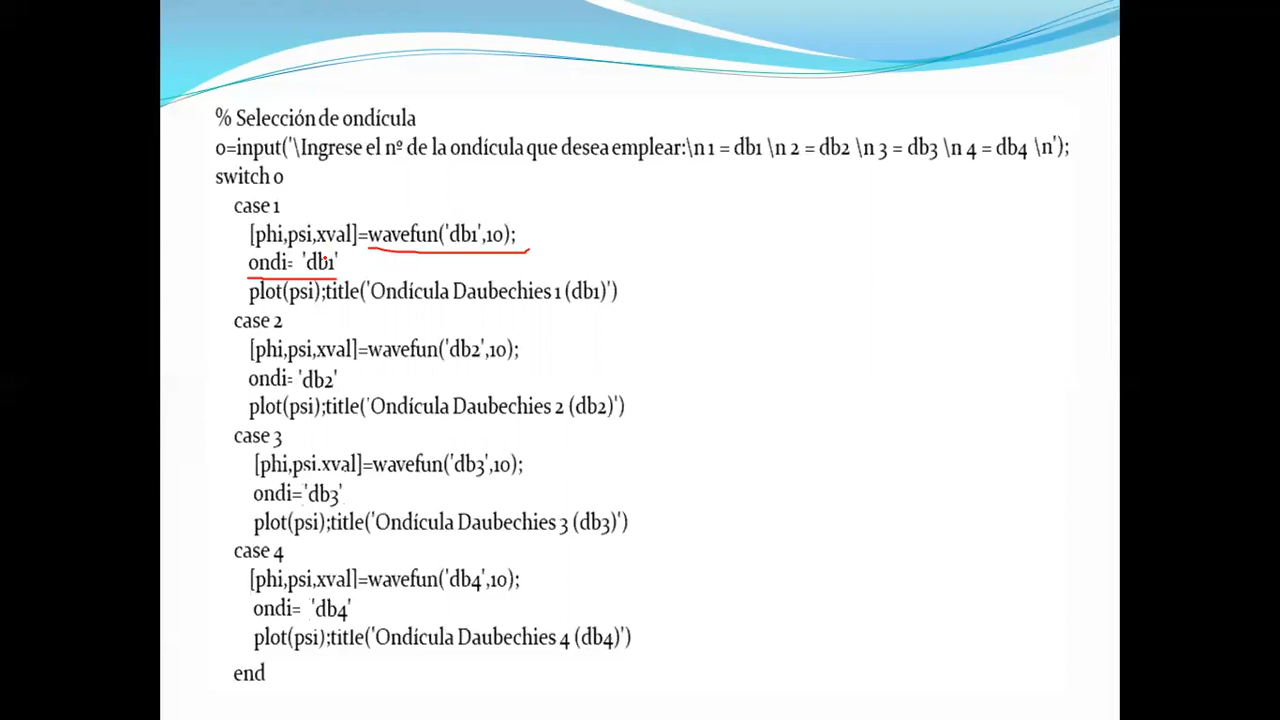 % Selección de ondícula
o=input('\Ingrese el nº de la ondícula que desea emplear:\n 1 = db1 \n 2 = db2 \n 3 = db3 \n 4 = db4 \n');
switch o
case 1
[phi,psi,xval]=wavefun('db1',10);
ondi= 'db1'
plot(psi);title('Ondícula Daubechies 1 (db1)')
case 2
[phi,psi,xval]=wavefun('db2',10);
ondi= 'db2'
plot(psi);title('Ondícula Daubechies 2 (db2)')
case 3
[phi,psi.xval]=wavefun('db3',10);
ondi='db3'
plot(psi);title('Ondícula Daubechies 3 (db3)')
case 4
[phi,psi,xval]=wavefun('db4',10);
ondi= 'db4'
plot(psi);title('Ondícula Daubechies 4 (db4)')
end